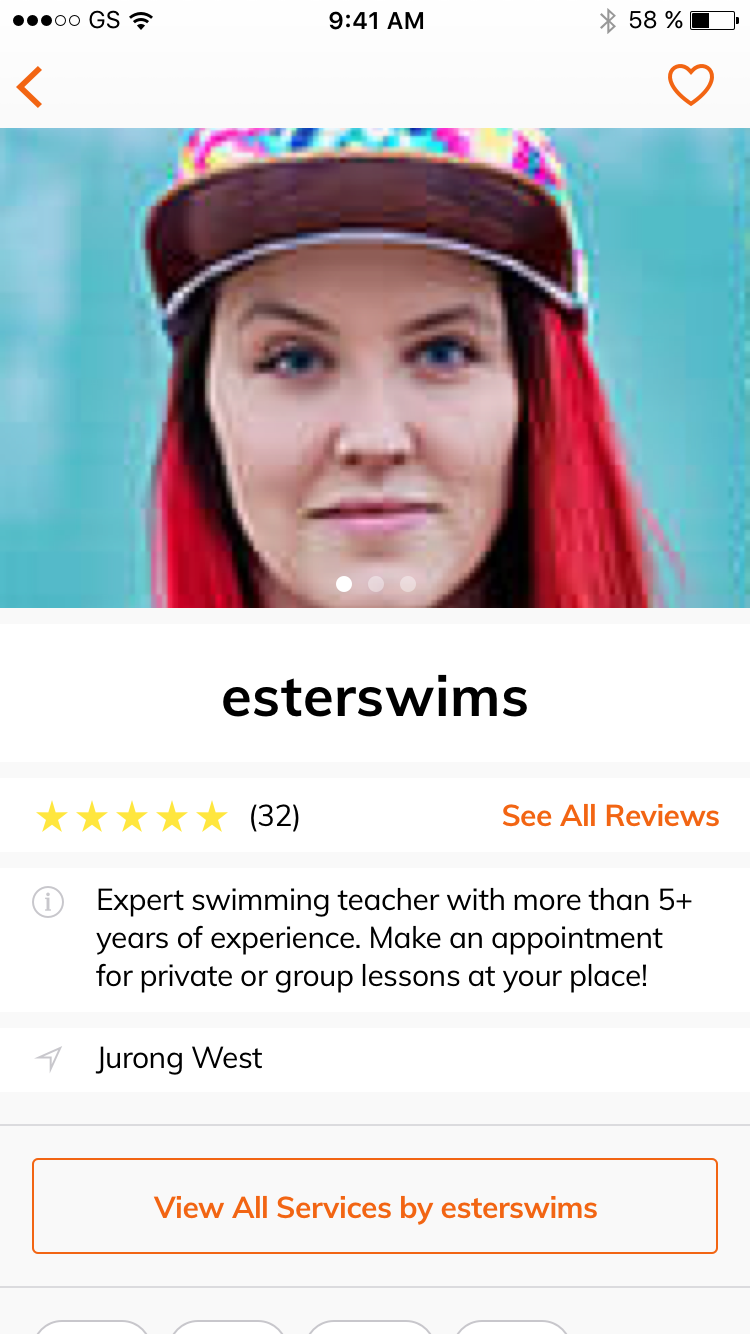 GS 9:41 AM 58 %
esterswims
(32) See All Reviews
Expert swimming teacher with more than 5+
years of experience. Make an appointment
for private or group lessons at your place!
Jurong West
View All Services by esterswims